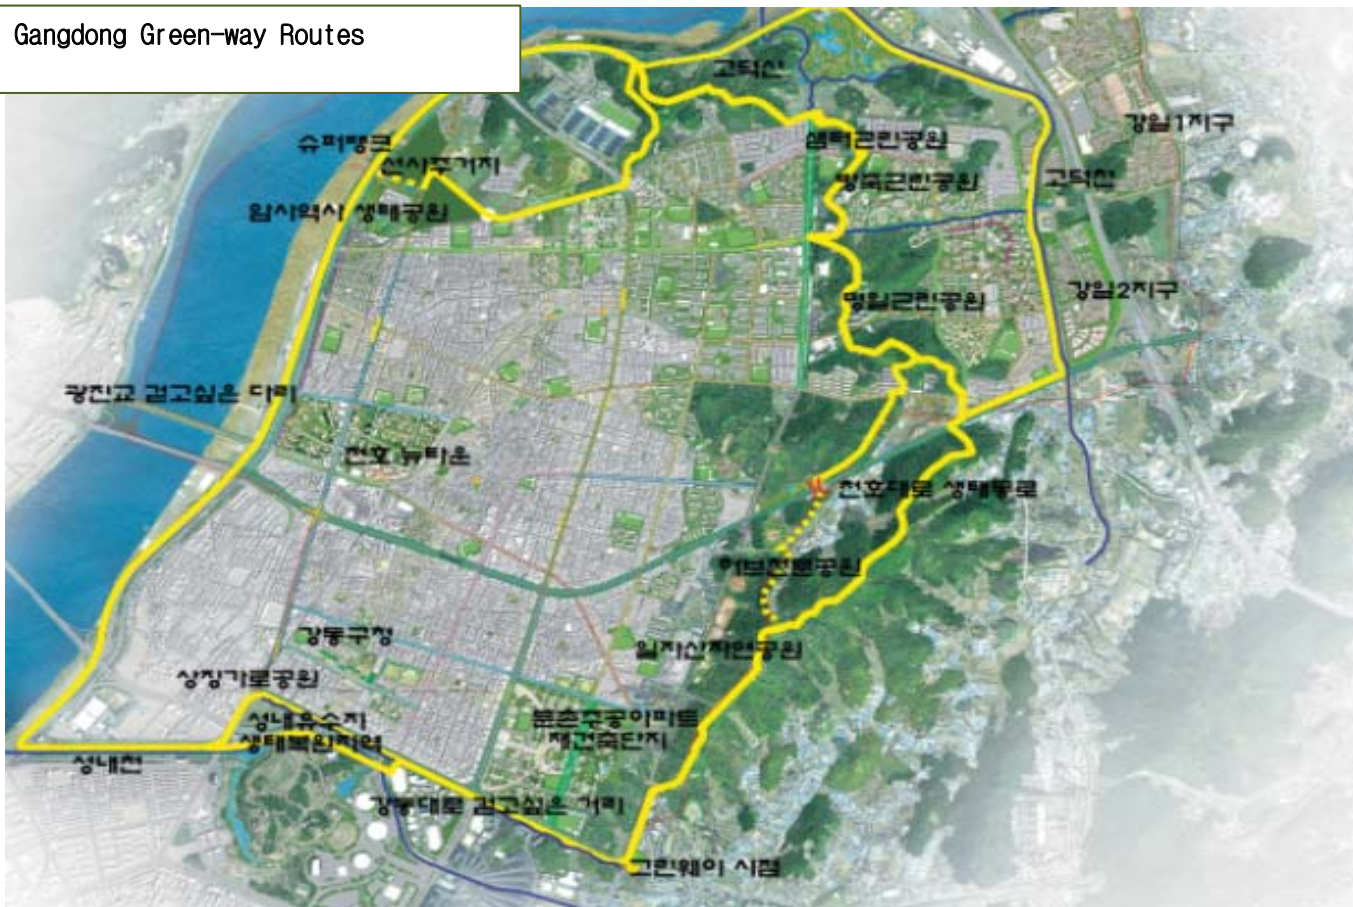 Gangdong Green-way Routes
고덕산
강일1지구
샘터근린공원
슈퍼뱅크
선사주거지
방죽근린공원
고덕천
암사역사 생태공원
강일2지구
명일근린공원
광진교 걷고싶은 다리
천호 뉴타운
천호대로 생태통로
허브천문공원
강동구청
일자산자연공원
상징가로공원
성내유수지
생태복원지역
둔촌주공아파트
재건축단지
성내천
강동대로 걷고싶은 거리
그린웨이 시점